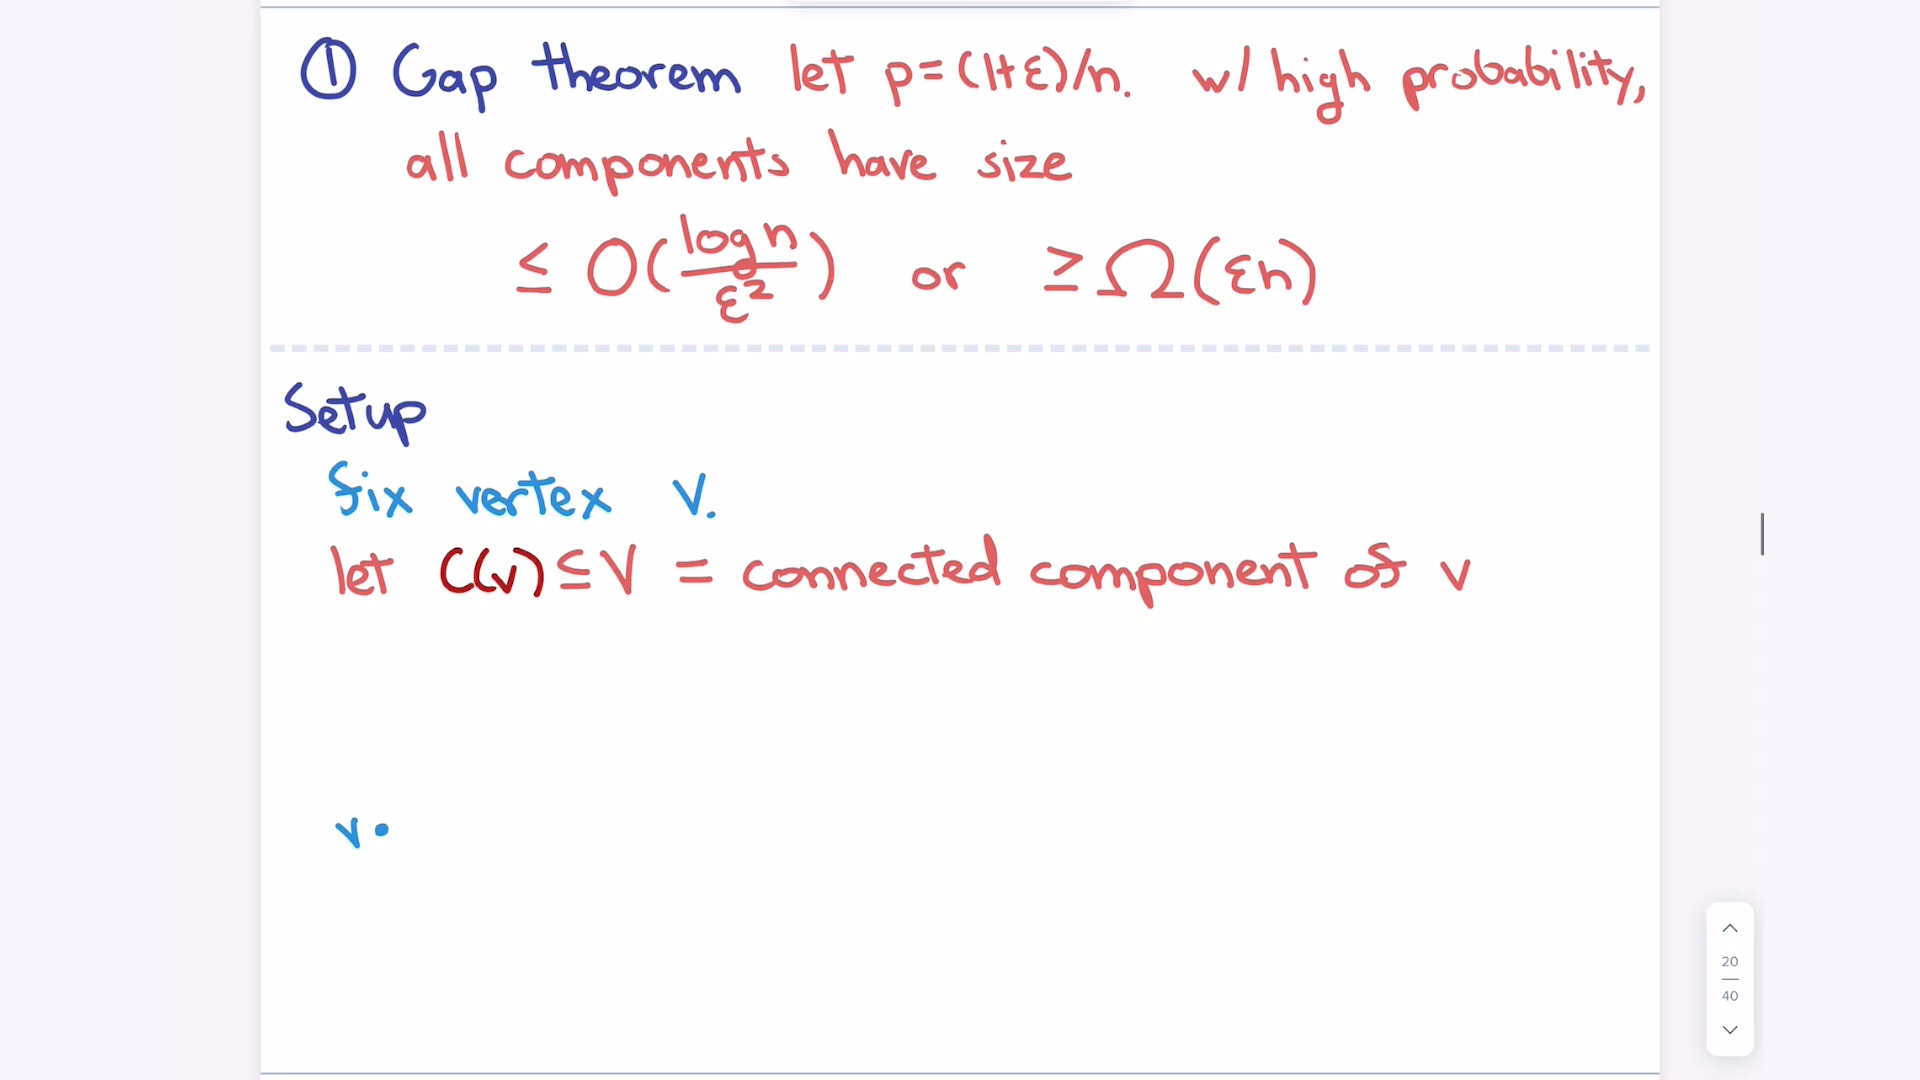 ① Gap theorem let p=(1+ε)/n. w/ high probability,
all components have size
≤ O(log n / ε²) or ≥ Ω(εn)
Setup
fix vertex v.
let C(v) ⊆ V = connected component of v
v
20
40